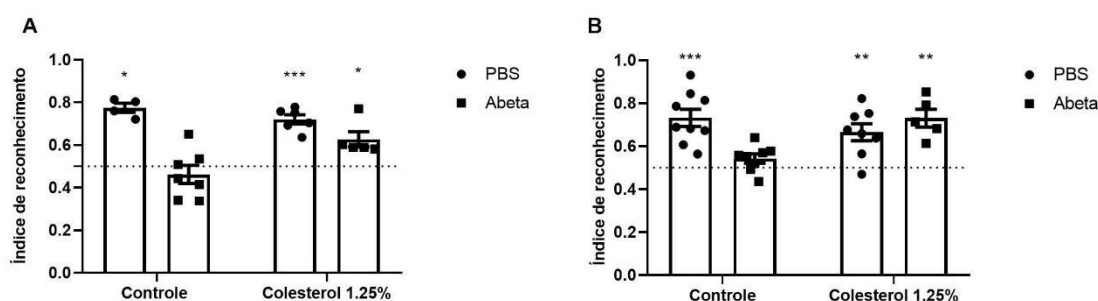 A
Índice de reconhecimento
1.0
0.8
0.6
0.4
0.2
0.0
*
***
*
PBS
Abeta
Controle
Colesterol 1.25%
B
Índice de reconhecimento
1.0
0.8
0.6
0.4
0.2
0.0
***
**
**
PBS
Abeta
Controle
Colesterol 1.25%